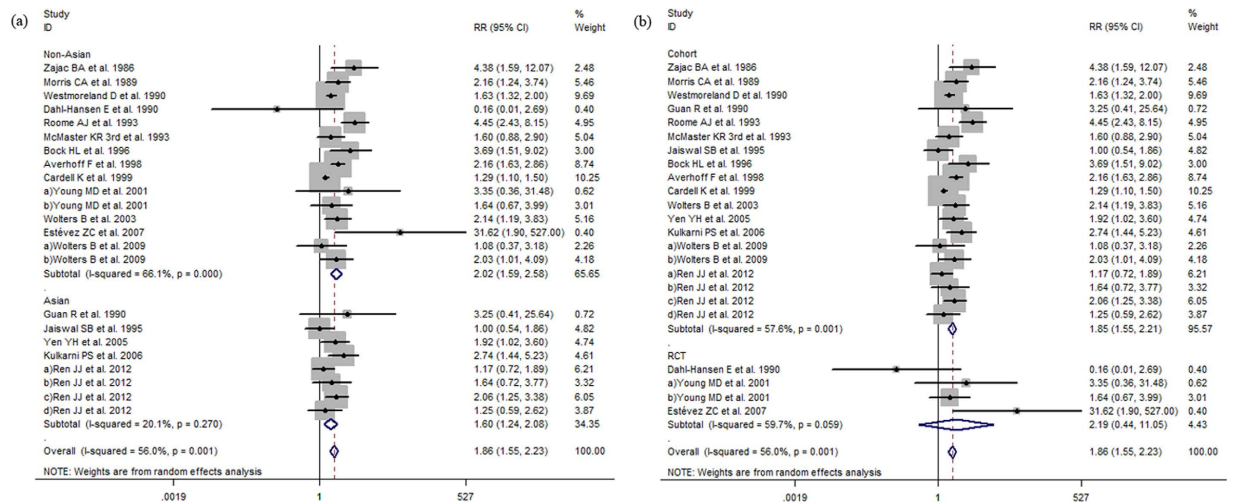 (a)
Study
ID RR (95% CI) % Weight
Non-Asian
Zajac BA et al. 1986 4.38 (1.59, 12.07) 2.48
Morris CA et al. 1989 2.16 (1.24, 3.74) 5.46
Westmoreland D et al. 1990 1.63 (1.32, 2.00) 9.69
Dahl-Hansen E et al. 1990 0.16 (0.01, 2.69) 0.40
Roome AJ et al. 1993 4.45 (2.43, 8.15) 4.95
McMaster KR 3rd et al. 1993 1.60 (0.88, 2.90) 5.04
Bock HL et al. 1996 3.69 (1.51, 9.02) 3.00
Averhoff F et al. 1998 2.16 (1.63, 2.86) 8.74
Cardell K et al. 1999 1.29 (1.10, 1.50) 10.25
a)Young MD et al. 2001 3.35 (0.36, 31.48) 0.62
b)Young MD et al. 2001 1.64 (0.67, 3.99) 3.01
Wolters B et al. 2003 2.14 (1.19, 3.83) 5.16
Estévez ZC et al. 2007 31.62 (1.90, 527.00) 0.40
a)Wolters B et al. 2009 1.08 (0.37, 3.18) 2.26
b)Wolters B et al. 2009 2.03 (1.01, 4.09) 4.18
Subtotal (I-squared = 66.1%, p = 0.000) 2.02 (1.59, 2.58) 65.65
.
Asian
Guan R et al. 1990 3.25 (0.41, 25.64) 0.72
Jaiswal SB et al. 1995 1.00 (0.54, 1.86) 4.82
Yen YH et al. 2005 1.92 (1.02, 3.60) 4.74
Kulkarni PS et al. 2006 2.74 (1.44, 5.23) 4.61
a)Ren JJ et al. 2012 1.17 (0.72, 1.89) 6.21
b)Ren JJ et al. 2012 1.64 (0.72, 3.77) 3.32
c)Ren JJ et al. 2012 2.06 (1.25, 3.38) 6.05
d)Ren JJ et al. 2012 1.25 (0.59, 2.62) 3.87
Subtotal (I-squared = 20.1%, p = 0.270) 1.60 (1.24, 2.08) 34.35
.
Overall (I-squared = 56.0%, p = 0.001) 1.86 (1.55, 2.23) 100.00
NOTE: Weights are from random effects analysis
.0019 1 527
(b)
Study
ID RR (95% CI) % Weight
Cohort
Zajac BA et al. 1986 4.38 (1.59, 12.07) 2.48
Morris CA et al. 1989 2.16 (1.24, 3.74) 5.46
Westmoreland D et al. 1990 1.63 (1.32, 2.00) 9.69
Guan R et al. 1990 3.25 (0.41, 25.64) 0.72
Roome AJ et al. 1993 4.45 (2.43, 8.15) 4.95
McMaster KR 3rd et al. 1993 1.60 (0.88, 2.90) 5.04
Jaiswal SB et al. 1995 1.00 (0.54, 1.86) 4.82
Bock HL et al. 1996 3.69 (1.51, 9.02) 3.00
Averhoff F et al. 1998 2.16 (1.63, 2.86) 8.74
Cardell K et al. 1999 1.29 (1.10, 1.50) 10.25
Wolters B et al. 2003 2.14 (1.19, 3.83) 5.16
Yen YH et al. 2005 1.92 (1.02, 3.60) 4.74
Kulkarni PS et al. 2006 2.74 (1.44, 5.23) 4.61
a)Wolters B et al. 2009 1.08 (0.37, 3.18) 2.26
b)Wolters B et al. 2009 2.03 (1.01, 4.09) 4.18
a)Ren JJ et al. 2012 1.17 (0.72, 1.89) 6.21
b)Ren JJ et al. 2012 1.64 (0.72, 3.77) 3.32
c)Ren JJ et al. 2012 2.06 (1.25, 3.38) 6.05
d)Ren JJ et al. 2012 1.25 (0.59, 2.62) 3.87
Subtotal (I-squared = 57.6%, p = 0.001) 1.85 (1.55, 2.21) 95.57
.
RCT
Dahl-Hansen E et al. 1990 0.16 (0.01, 2.69) 0.40
a)Young MD et al. 2001 3.35 (0.36, 31.48) 0.62
b)Young MD et al. 2001 1.64 (0.67, 3.99) 3.01
Estévez ZC et al. 2007 31.62 (1.90, 527.00) 0.40
Subtotal (I-squared = 59.7%, p = 0.059) 2.19 (0.44, 11.05) 4.43
.
Overall (I-squared = 56.0%, p = 0.001) 1.86 (1.55, 2.23) 100.00
NOTE: Weights are from random effects analysis
.0019 1 527